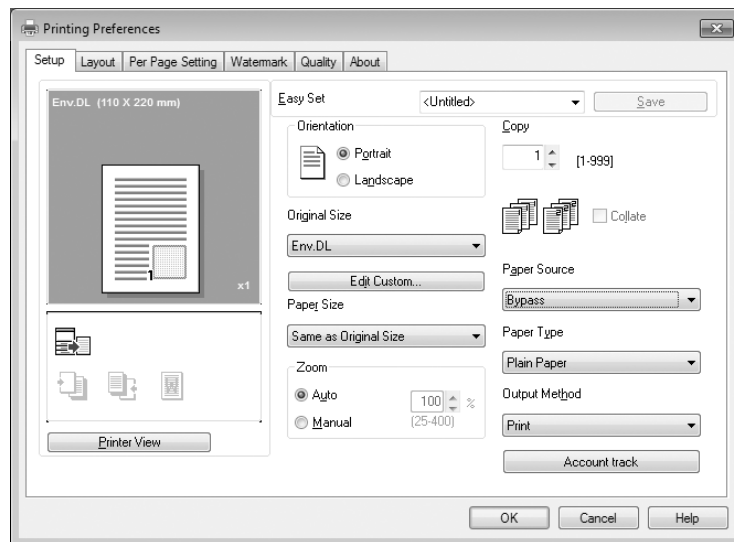 Printing Preferences
Setup Layout Per Page Setting Watermark Quality About
Env.DL (110 X 220 mm)
1
x1
Printer View
Easy Set <Untitled> Save
Orientation
Portrait
Landscape
Original Size
Env.DL
Edit Custom...
Paper Size
Same as Original Size
Zoom
Auto
Manual
100 %
(25-400)
Copy
1 [1-999]
Collate
Paper Source
Bypass
Paper Type
Plain Paper
Output Method
Print
Account track
OK Cancel Help